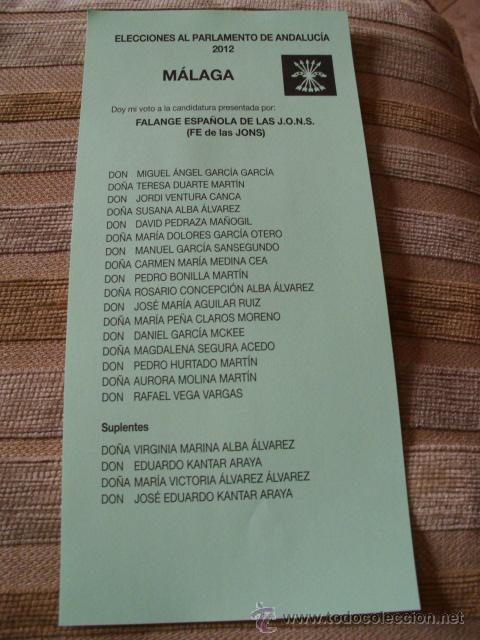 ELECCIONES AL PARLAMENTO DE ANDALUCÍA
2012
MÁLAGA
Doy mi voto a la candidatura presentada por:
FALANGE ESPAÑOLA DE LAS J.O.N.S.
(FE de las JONS)
DON MIGUEL ÁNGEL GARCÍA GARCÍA
DOÑA TERESA DUARTE MARTÍN
DON JORDI VENTURA CANCA
DOÑA SUSANA ALBA ÁLVAREZ
DON DAVID PEDRAZA MAÑOGIL
DOÑA MARÍA DOLORES GARCÍA OTERO
DON MANUEL GARCÍA SANSEGUNDO
DOÑA CARMEN MARÍA MEDINA CEA
DON PEDRO BONILLA MARTÍN
DOÑA ROSARIO CONCEPCIÓN ALBA ÁLVAREZ
DON JOSÉ MARÍA AGUILAR RUIZ
DOÑA MARÍA PEÑA CLAROS MORENO
DON DANIEL GARCÍA MCKEE
DOÑA MAGDALENA SEGURA ACEDO
DON PEDRO HURTADO MARTÍN
DOÑA AURORA MOLINA MARTÍN
DON RAFAEL VEGA VARGAS
Suplentes
DOÑA VIRGINIA MARINA ALBA ÁLVAREZ
DON EDUARDO KANTAR ARAYA
DOÑA MARÍA VICTORIA ÁLVAREZ ÁLVAREZ
DON JOSÉ EDUARDO KANTAR ARAYA
todocoleccion.net